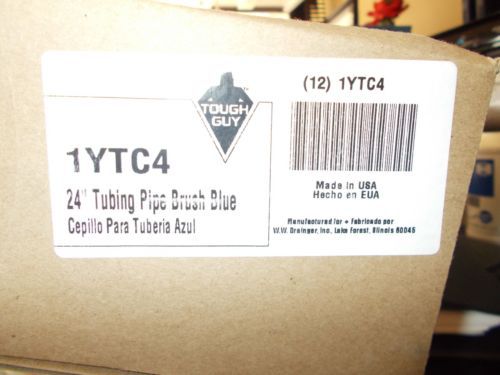 TOUGH
GUY
1YTC4
24" Tubing Pipe Brush Blue
Cepillo Para Tuberia Azul
(12) 1YTC4
Made in USA
Hecho en EUA
Manufactured for • Fabricado por
W.W. Grainger, Inc., Lake Forest, Illinois 60045